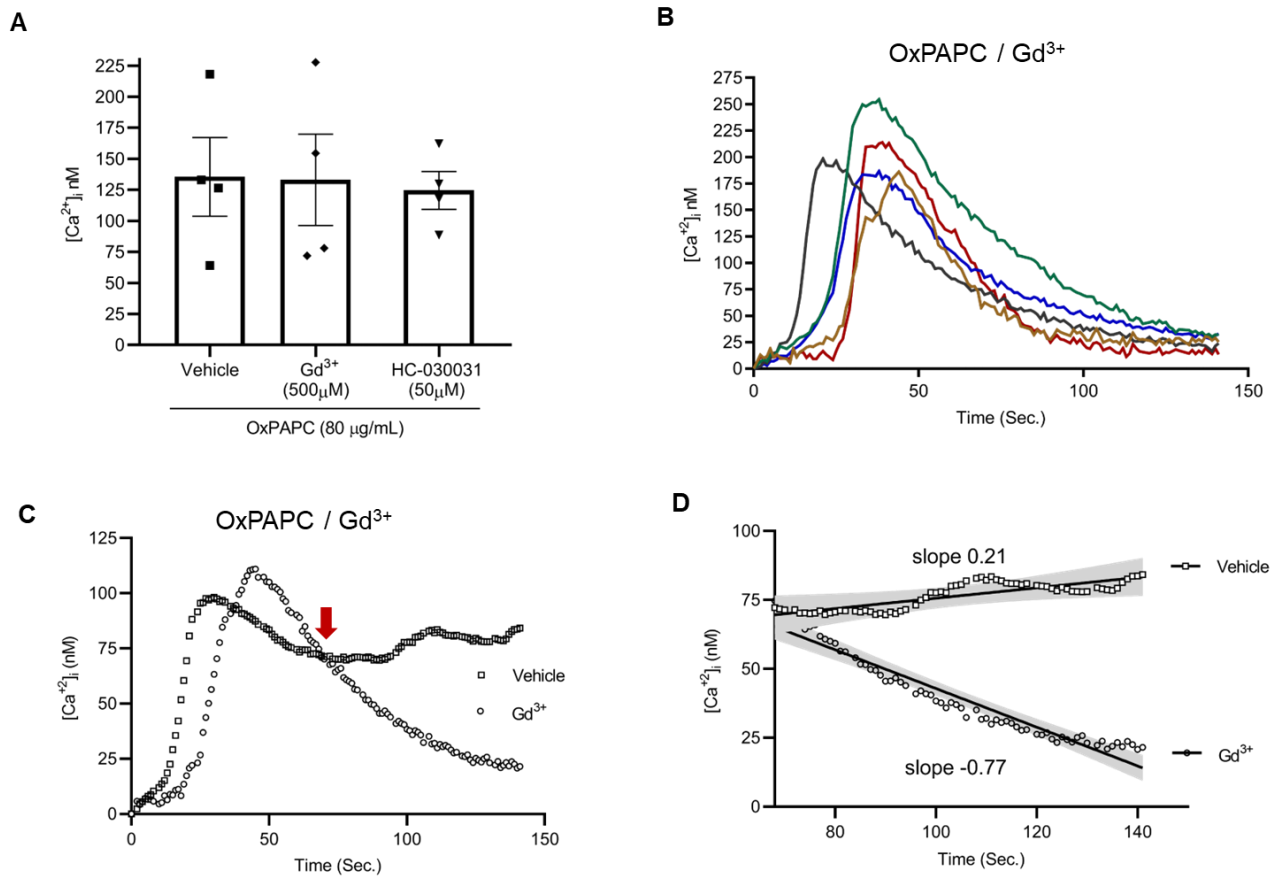 A
225
200
175
150
125
100
75
50
25
0
[Ca²⁺]ᵢ nM
Vehicle
Gd³⁺
(500μM)
HC-030031
(50μM)
OxPAPC (80 μg/mL)
B
OxPAPC / Gd³⁺
275
250
225
200
175
150
125
100
75
50
25
0
[Ca⁺²]ᵢ nM
0 50 100 150
Time (Sec.)
C
OxPAPC / Gd³⁺
125
100
75
50
25
0
[Ca⁺²]ᵢ (nM)
Vehicle
Gd³⁺
0 50 100 150
Time (Sec.)
D
100
75
50
25
0
[Ca⁺²]ᵢ (nM)
slope 0.21
Vehicle
slope -0.77
Gd³⁺
80 100 120 140
Time (Sec.)